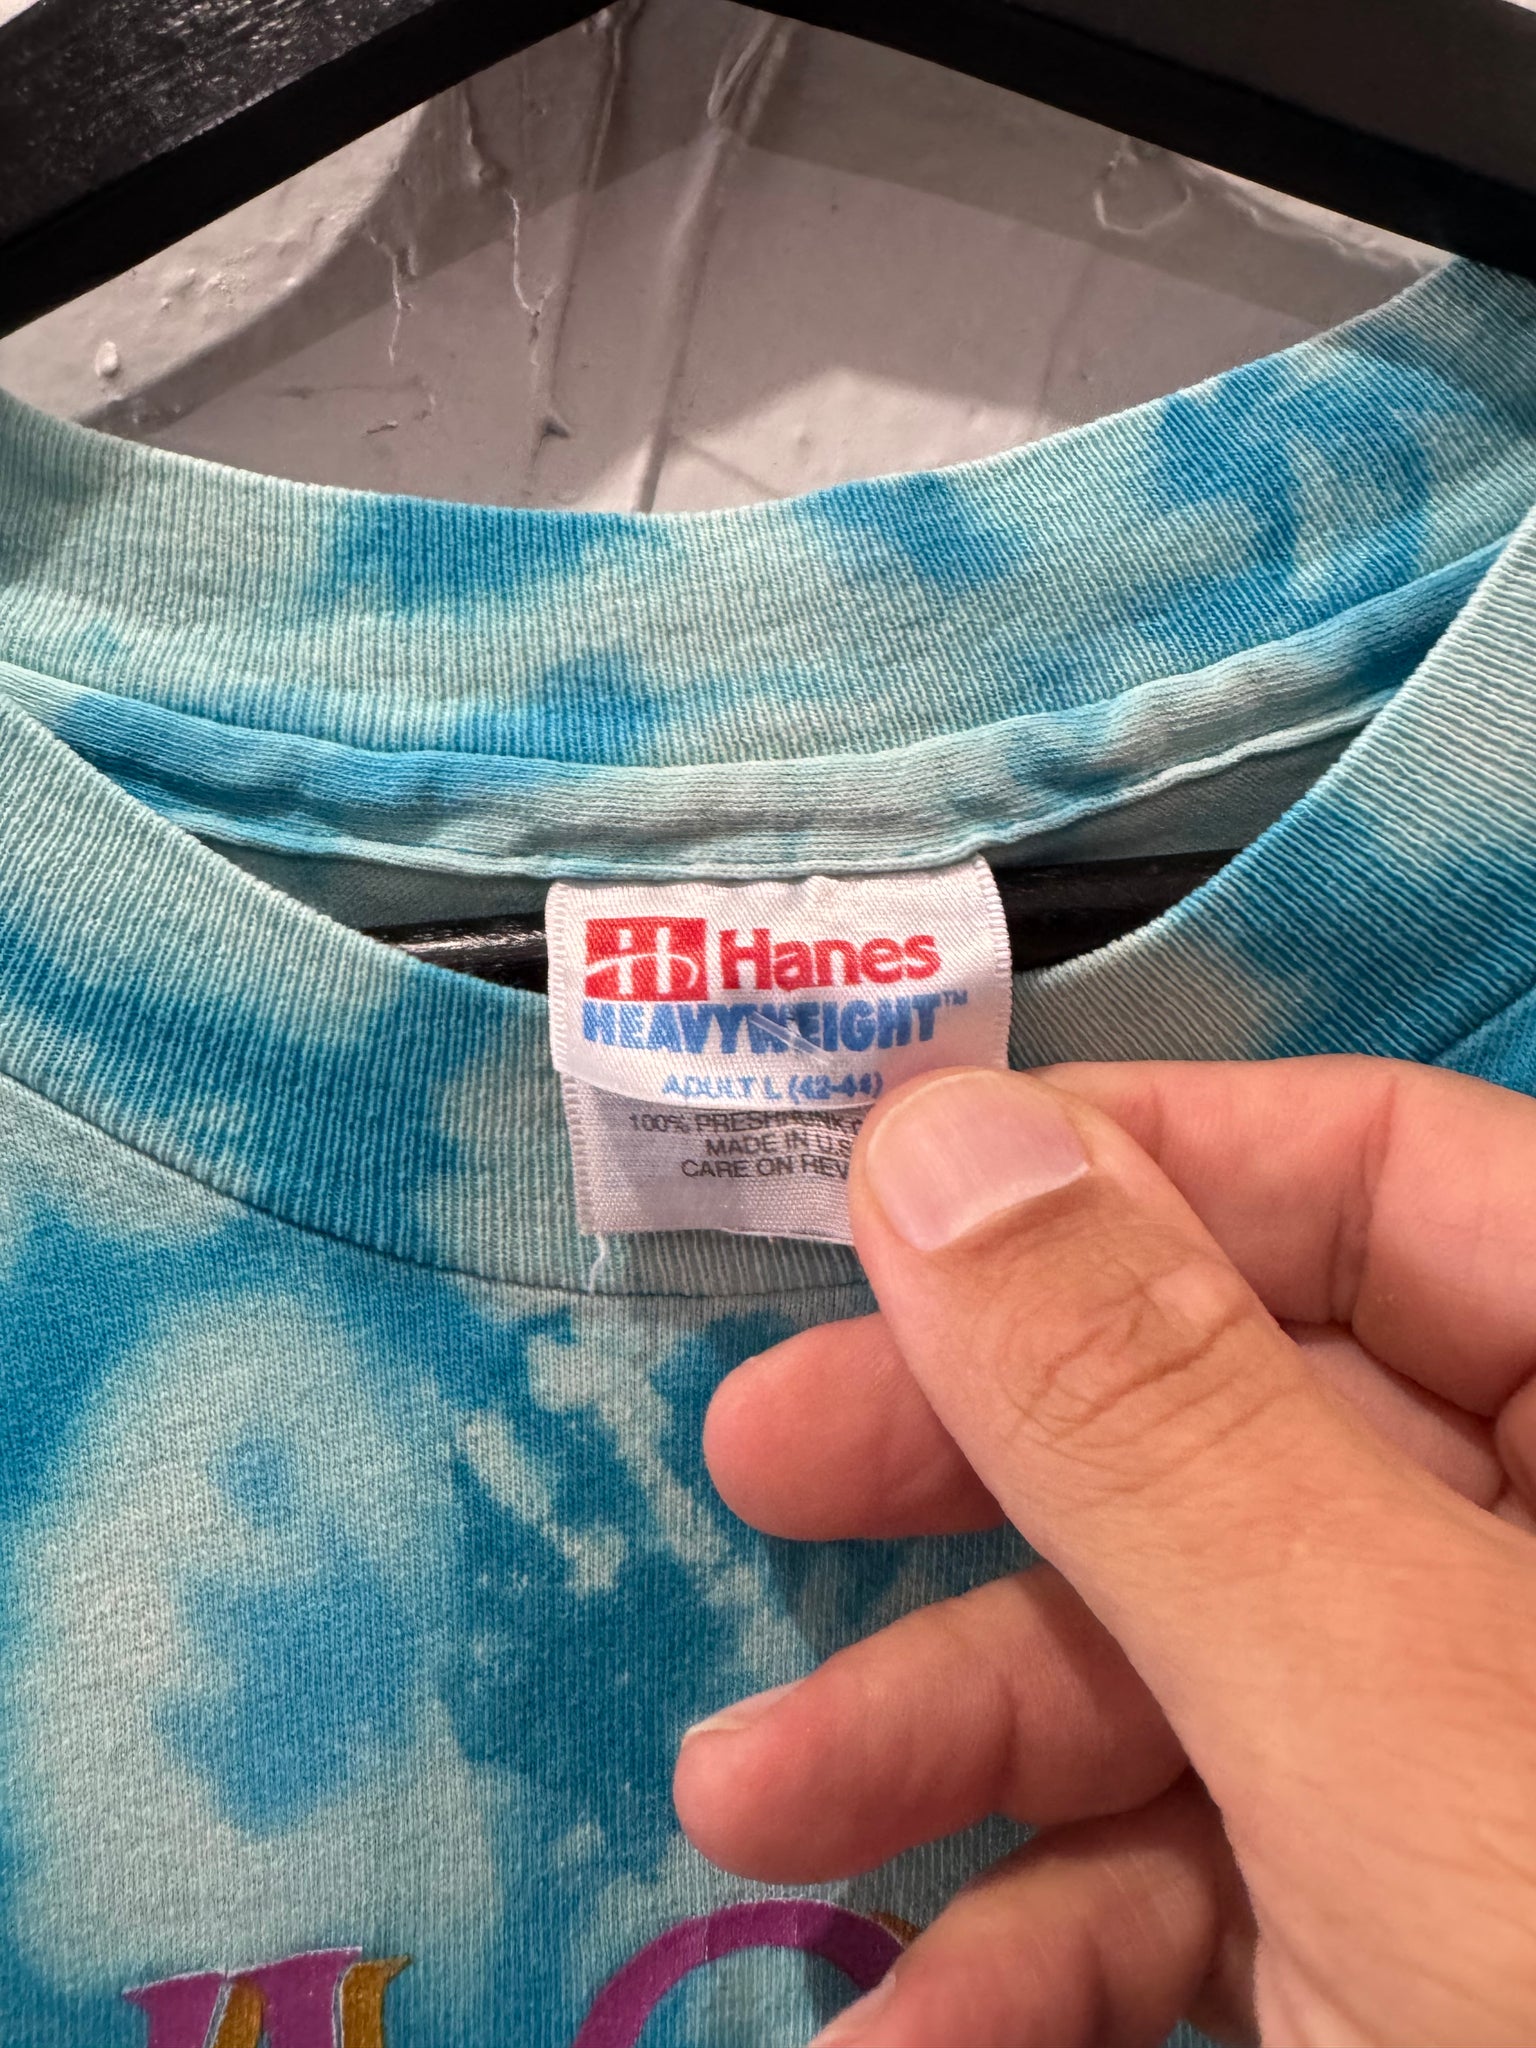 Hanes
HEAVYWEIGHT™
ADULT L (42-44)
100% PRESHRUNK
MADE IN U.S
CARE ON REV